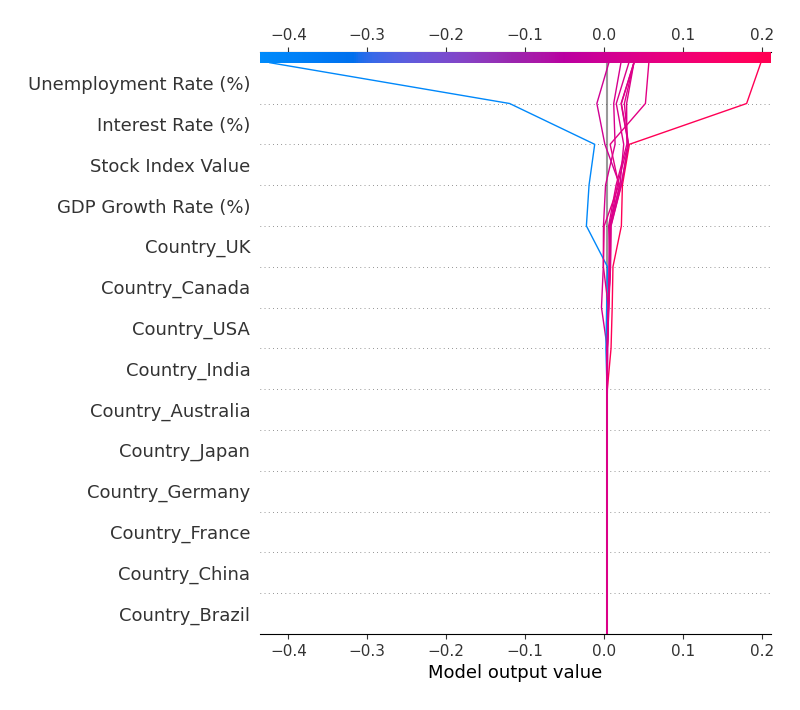 −0.4 −0.3 −0.2 −0.1 0.0 0.1 0.2
Unemployment Rate (%)
Interest Rate (%)
Stock Index Value
GDP Growth Rate (%)
Country_UK
Country_Canada
Country_USA
Country_India
Country_Australia
Country_Japan
Country_Germany
Country_France
Country_China
Country_Brazil
−0.4 −0.3 −0.2 −0.1 0.0 0.1 0.2
Model output value